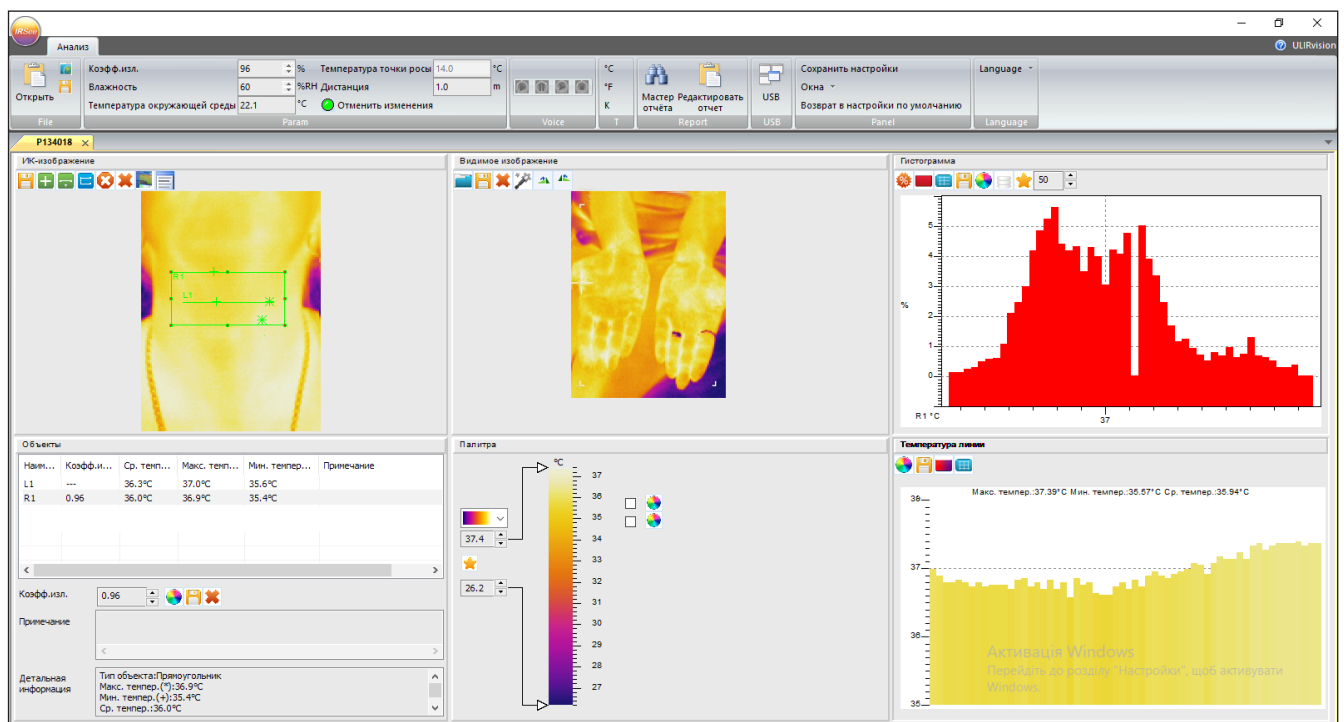 IRSee
Анализ
ULIRvision
Открыть
File
Коэфф.изл. 96 %
Влажность 60 %RH
Температура окружающей среды 22.1 °C
Температура точки росы 14.0 °C
Дистанция 1.0 m
Отменить изменения
Param
Voice
°C
°F
K
T
Мастер отчёта
Редактировать отчет
Report
USB
USB
Сохранить настройки
Окна
Возврат в настройки по умолчанию
Panel
Language
Language
P134018
ИК-изображение
R1
L1
Видимое изображение
Гистограмма
50
5
4
3
%
2
1
0
R1 °C
37
Объекты
Наим... Коэфф.и... Ср. темп... Макс. темп... Мин. темпер... Примечание
L1 --- 36.3°C 37.0°C 35.6°C
R1 0.96 36.0°C 36.9°C 35.4°C
Коэфф.изл. 0.96
Примечание
Детальная информация
Тип объекта:Прямоугольник
Макс. темпер.(*):36.9°C
Мин. темпер.(+):35.4°C
Ср. темпер.:36.0°C
Палитра
37.4
26.2
°C
37
36
35
34
33
32
31
30
29
28
27
Температура линии
Макс. темпер.:37.39°C Мин. темпер.:35.57°C Ср. темпер.:35.94°C
38
37
36
35
Активація Windows
Перейдіть до розділу "Настройки", щоб активувати
Windows.